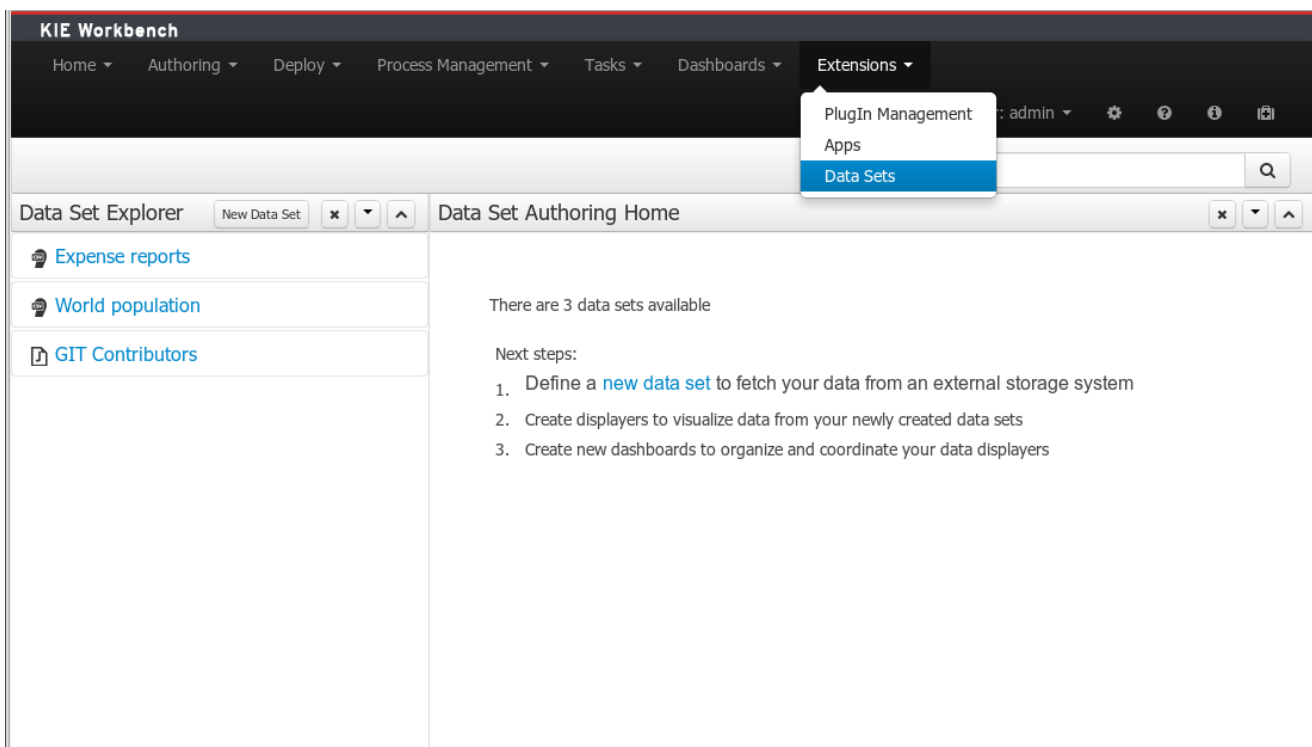 KIE Workbench
Home Authoring Deploy Process Management Tasks Dashboards Extensions
PlugIn Management
: admin
Apps
Data Sets
Data Set Explorer New Data Set
Data Set Authoring Home
Expense reports
World population
GIT Contributors
There are 3 data sets available
Next steps:
1. Define a new data set to fetch your data from an external storage system
2. Create displayers to visualize data from your newly created data sets
3. Create new dashboards to organize and coordinate your data displayers